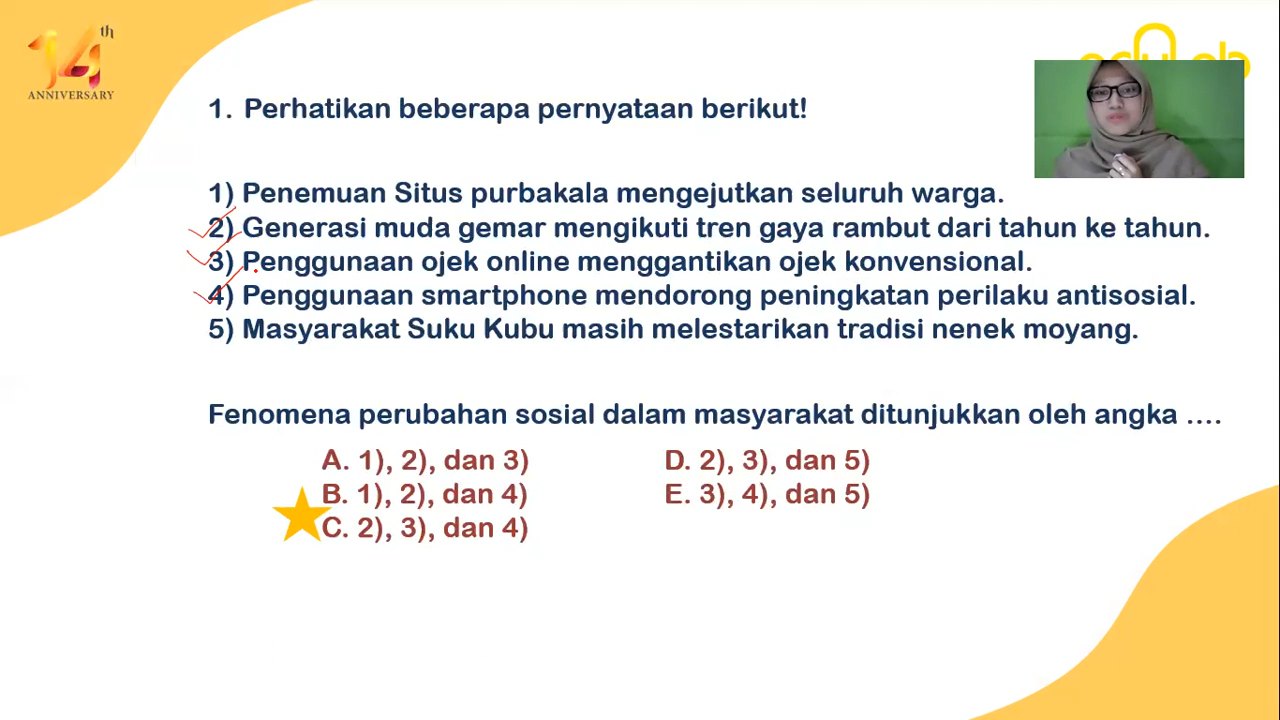 14th
ANNIVERSARY
1. Perhatikan beberapa pernyataan berikut!
1) Penemuan Situs purbakala mengejutkan seluruh warga.
2) Generasi muda gemar mengikuti tren gaya rambut dari tahun ke tahun.
3) Penggunaan ojek online menggantikan ojek konvensional.
4) Penggunaan smartphone mendorong peningkatan perilaku antisosial.
5) Masyarakat Suku Kubu masih melestarikan tradisi nenek moyang.
Fenomena perubahan sosial dalam masyarakat ditunjukkan oleh angka ....
A. 1), 2), dan 3)
B. 1), 2), dan 4)
C. 2), 3), dan 4)
D. 2), 3), dan 5)
E. 3), 4), dan 5)